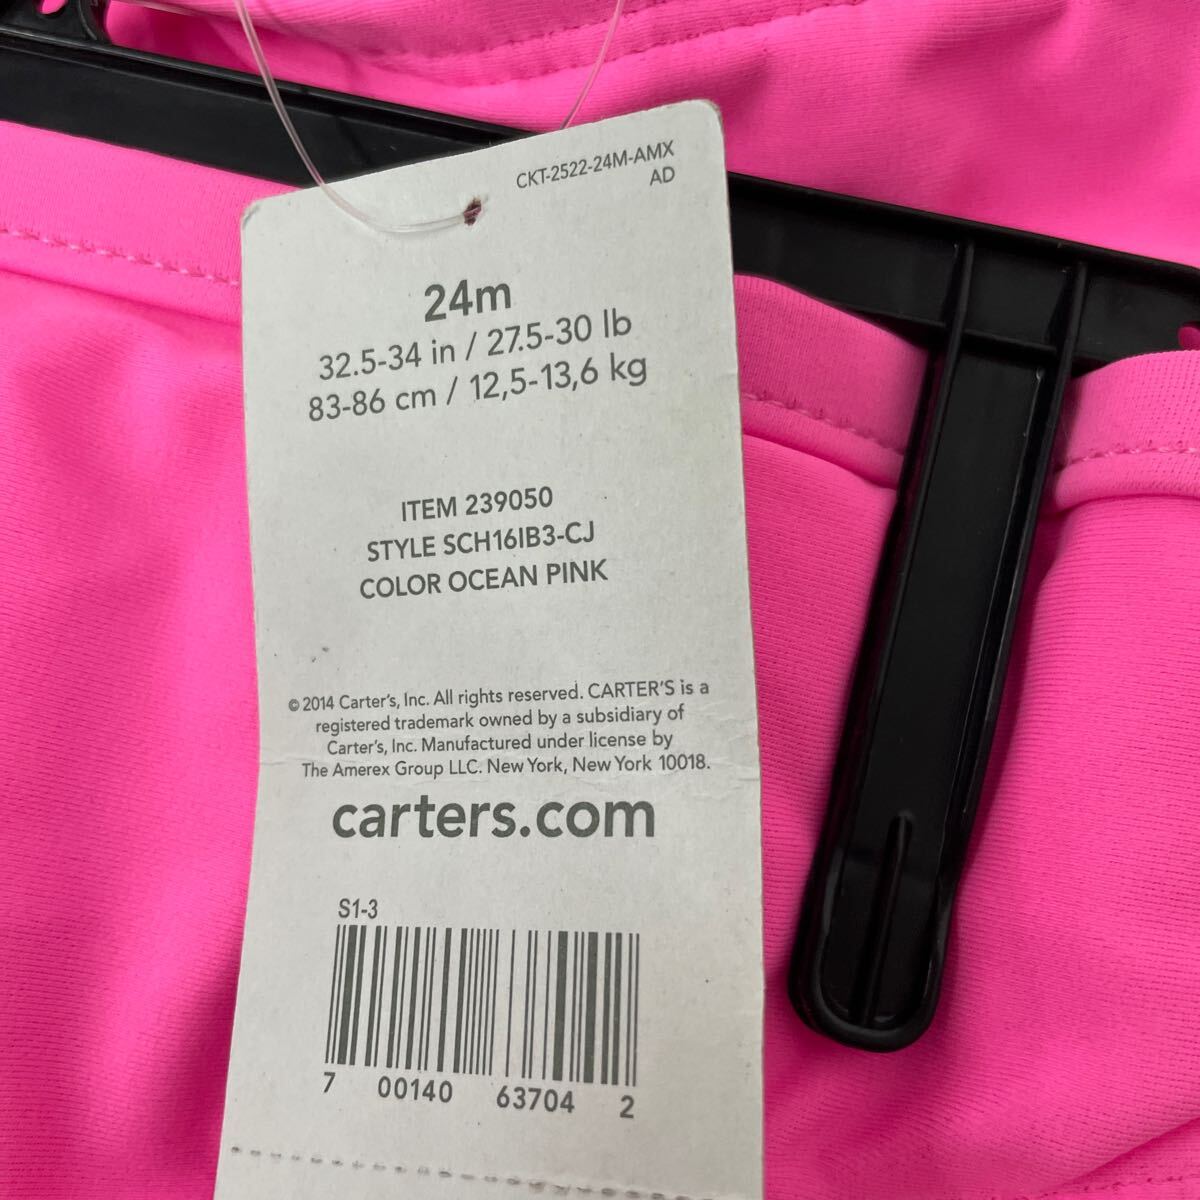 CKT-2522-24M-AMX
AD
24m
32.5-34 in / 27.5-30 lb
83-86 cm / 12,5-13,6 kg
ITEM 239050
STYLE SCH16IB3-CJ
COLOR OCEAN PINK
© 2014 Carter's, Inc. All rights reserved. CARTER'S is a
registered trademark owned by a subsidiary of
Carter's, Inc. Manufactured under license by
The Amerex Group LLC. New York, New York 10018.
carters.com
S1-3
7 00140 63704 2